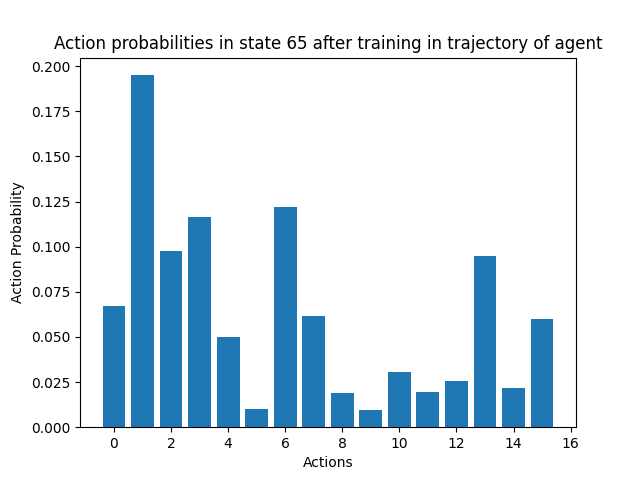 Action probabilities in state 65 after training in trajectory of agent
0.200
0.175
0.150
0.125
0.100
0.075
0.050
0.025
0.000
Action Probability
0 2 4 6 8 10 12 14 16
Actions